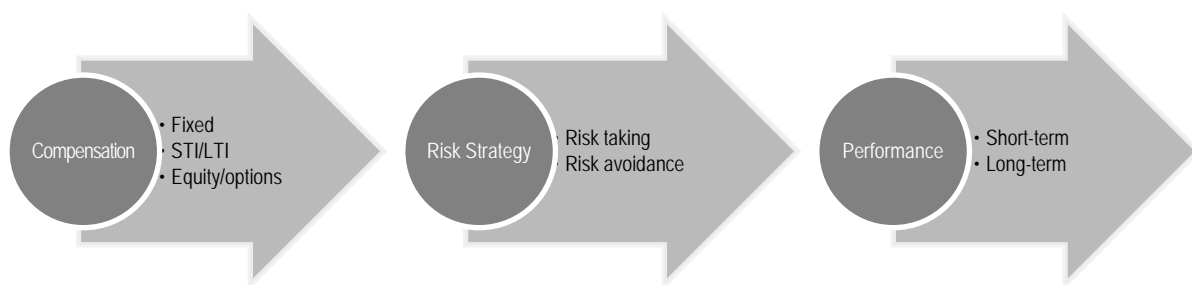 Compensation
• Fixed
• STI/LTI
• Equity/options
Risk Strategy
• Risk taking
• Risk avoidance
Performance
• Short-term
• Long-term